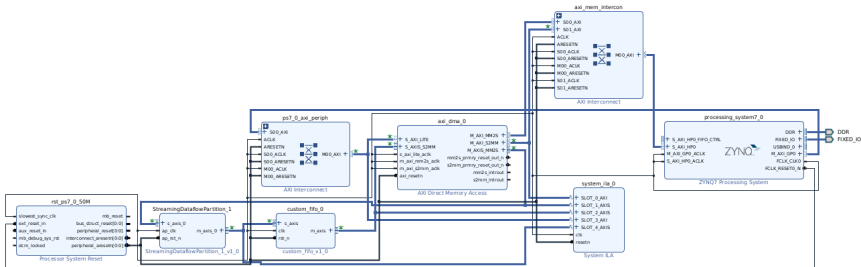 axi_mem_intercon
S00_AXI
S01_AXI
ACLK
ARESETN
S00_ACLK
S00_ARESETN
M00_ACLK
M00_ARESETN
S01_ACLK
S01_ARESETN
M00_AXI
AXI Interconnect
ps7_0_axi_periph
S00_AXI
ACLK
ARESETN
S00_ACLK
S00_ARESETN
M00_ACLK
M00_ARESETN
M00_AXI
AXI Interconnect
axi_dma_0
S_AXI_LITE
S_AXIS_S2MM
s_axi_lite_aclk
m_axi_mm2s_aclk
m_axi_s2mm_aclk
axi_resetn
M_AXI_MM2S
M_AXI_S2MM
M_AXIS_MM2S
mm2s_prmry_reset_out_n
s2mm_prmry_reset_out_n
mm2s_introut
s2mm_introut
AXI Direct Memory Access
processing_system7_0
S_AXI_HP0_FIFO_CTRL
S_AXI_HP0
M_AXI_GP0_ACLK
S_AXI_HP0_ACLK
ZYNQ
DDR
FIXED_IO
USBIND_0
M_AXI_GP0
FCLK_CLK0
FCLK_RESET0_N
ZYNQ7 Processing System
DDR
FIXED_IO
rst_ps7_0_50M
slowest_sync_clk
ext_reset_in
aux_reset_in
mb_debug_sys_rst
dcm_locked
mb_reset
bus_struct_reset[0:0]
peripheral_reset[0:0]
interconnect_aresetn[0:0]
peripheral_aresetn[0:0]
Processor System Reset
StreamingDataflowPartition_1
s_axis_0
ap_clk
ap_rst_n
m_axis_0
StreamingDataflowPartition_1_v1_0
custom_fifo_0
s_axis
clk
rst_n
m_axis
custom_fifo_v1_0
system_ila_0
SLOT_0_AXI
SLOT_1_AXIS
SLOT_2_AXIS
SLOT_3_AXI
SLOT_4_AXIS
clk
resetn
System ILA